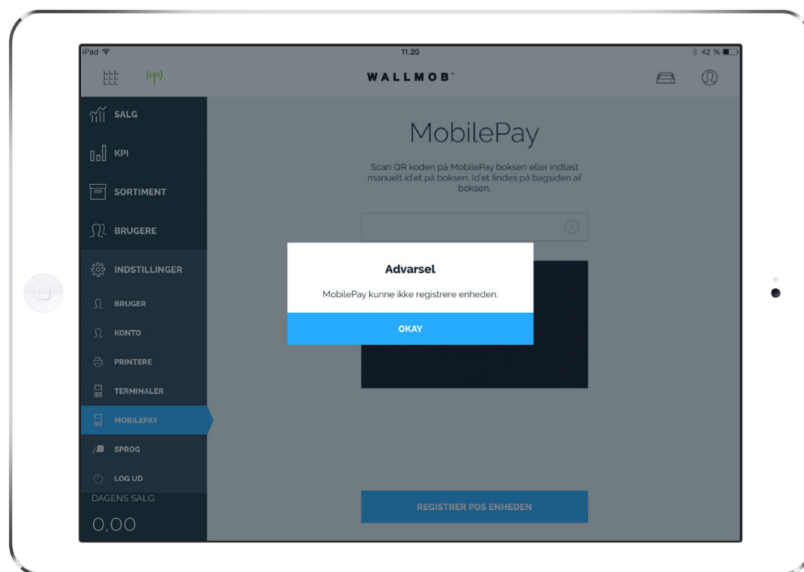 iPad
11.20
42 %
WALLMOB
SALG
KPI
SORTIMENT
BRUGERE
INDSTILLINGER
BRUGER
KONTO
PRINTERE
TERMINALER
MOBILEPAY
SPROG
LOG UD
DAGENS SALG
0,00
MobilePay
Scan QR koden på MobilePay boksen eller indtast
manuelt id'et på boksen. Id'et findes på bagsiden af
boksen.
Advarsel
MobilePay kunne ikke registrere enheden.
OKAY
REGISTRER POS ENHEDEN